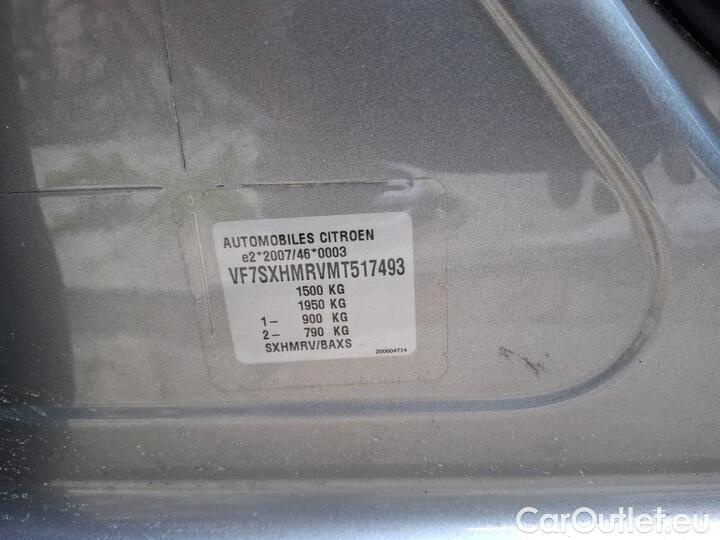 AUTOMOBILES CITROEN
e2*2007/46*0003
VF7SXHMRVMT517493
1500 KG
1950 KG
1– 900 KG
2– 790 KG
SXHMRV/BAXS
200604714
CarOutlet.eu